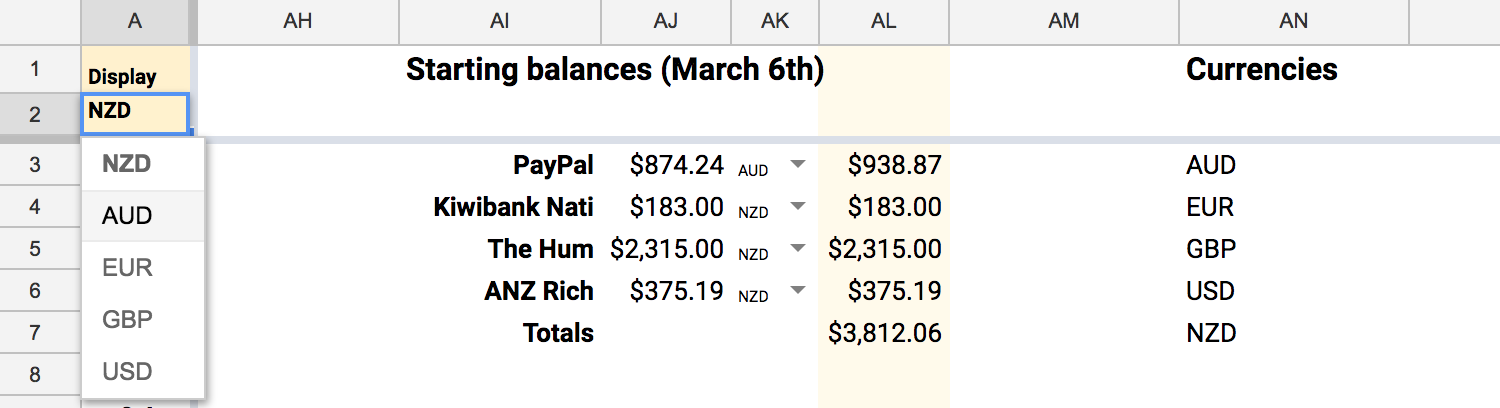 A AH AI AJ AK AL AM AN
1 Display Starting balances (March 6th) Currencies
2 NZD
3 NZD PayPal $874.24 AUD $938.87 AUD
4 AUD Kiwibank Nati $183.00 NZD $183.00 EUR
5 EUR The Hum $2,315.00 NZD $2,315.00 GBP
6 GBP ANZ Rich $375.19 NZD $375.19 USD
7 USD Totals $3,812.06 NZD
8